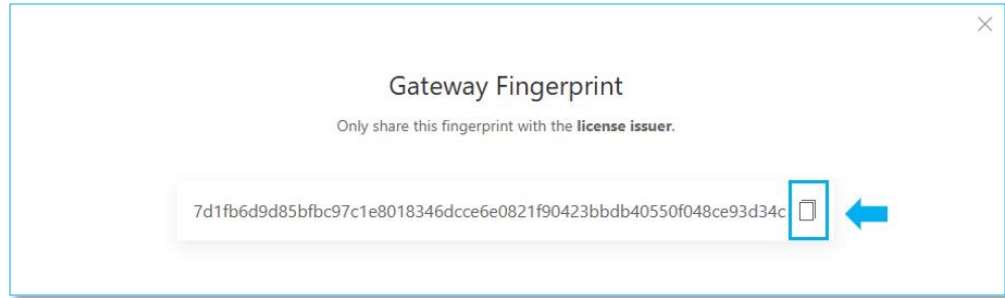 Gateway Fingerprint
Only share this fingerprint with the license issuer.
7d1fb6d9d85bfbc97c1e8018346dcce6e0821f90423bbdb40550f048ce93d34c